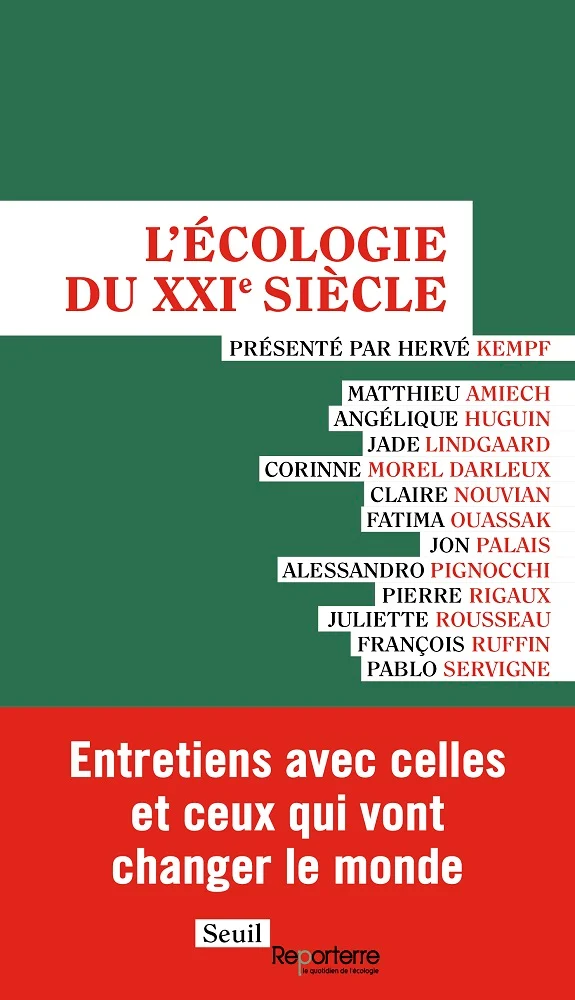 L’ÉCOLOGIE
DU XXIe SIÈCLE
PRÉSENTÉ PAR HERVÉ KEMPF
MATTHIEU AMIECH
ANGÉLIQUE HUGUIN
JADE LINDGAARD
CORINNE MOREL DARLEUX
CLAIRE NOUVIAN
FATIMA OUASSAK
JON PALAIS
ALESSANDRO PIGNOCCHI
PIERRE RIGAUX
JULIETTE ROUSSEAU
FRANÇOIS RUFFIN
PABLO SERVIGNE
Entretiens avec celles
et ceux qui vont
changer le monde
Seuil
Reporterre
le quotidien de l'écologie